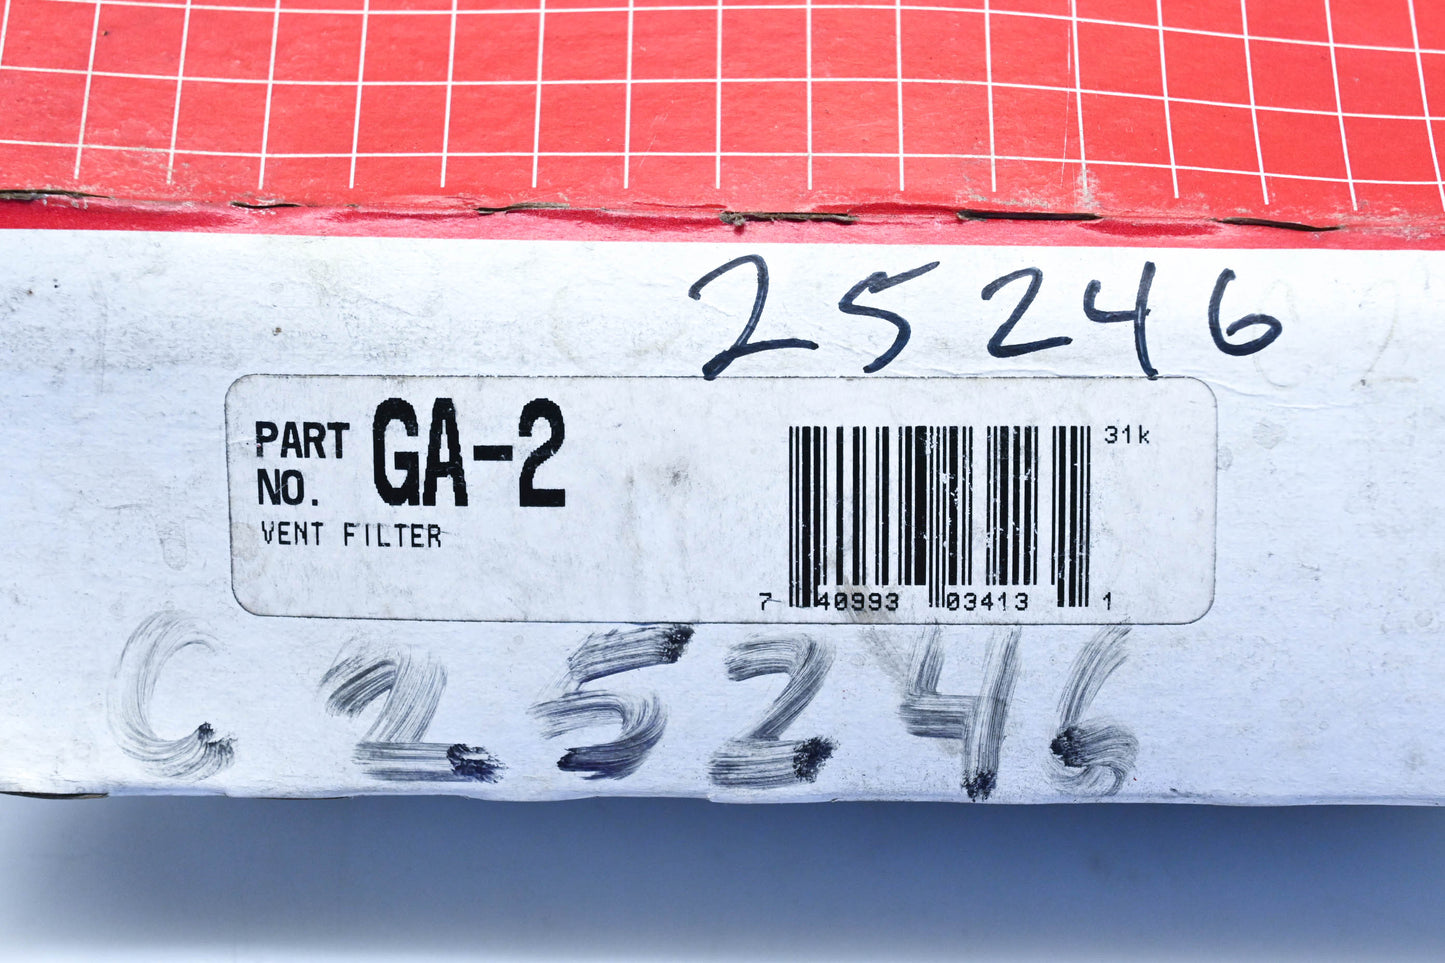 25246
PART NO. GA-2
VENT FILTER
31k
7 40993 03413 1
C 25246